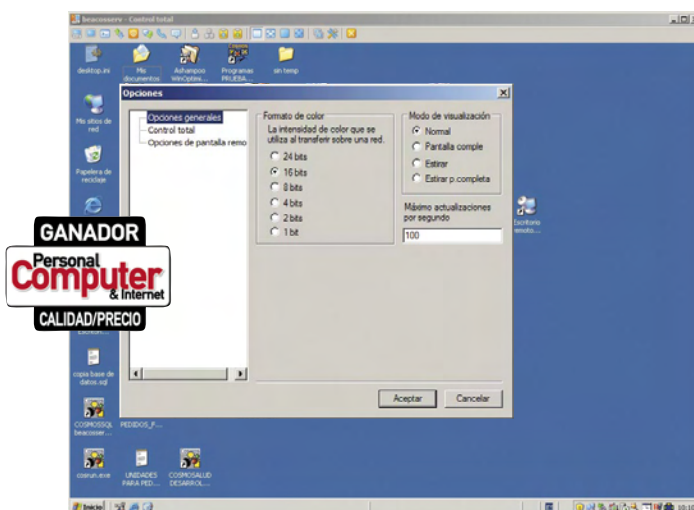 beacosserv - Control total
desktop.ini
Mis
documentos
Ashampoo
WinOptimi...
Programas
PRUEBA...
sin temp
Mis sitios de
red
Papelera de
reciclaje
Opciones
Opciones generales
Control total
Opciones de pantalla remo
Formato de color
La intensidad de color que se
utiliza al transferir sobre una red.
24 bits
16 bits
8 bits
4 bits
2 bits
1 bit
Modo de visualización
Normal
Pantalla comple
Estirar
Estirar p.completa
Máximo actualizaciones
por segundo
100
Aceptar
Cancelar
Escritorio
remoto...
GANADOR
Personal
Computer
& Internet
CALIDAD/PRECIO
copia base de
datos.sql
COSMOSSQL
beacosser...
PEDIDOS_F...
cosrun.exe
UNIDADES
PARA PED...
COSMOSALUD
DESARROL...
Inicio